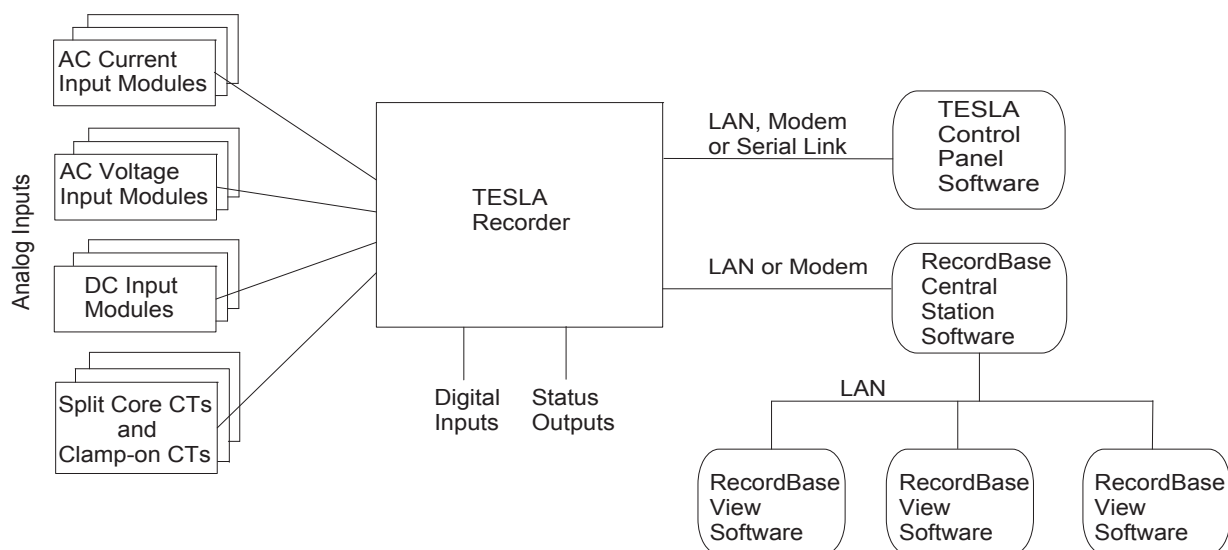 Analog Inputs
AC Current
Input Modules
AC Voltage
Input Modules
DC Input
Modules
Split Core CTs
and
Clamp-on CTs
TESLA
Recorder
Digital
Inputs
Status
Outputs
LAN, Modem
or Serial Link
TESLA
Control
Panel
Software
LAN or Modem
RecordBase
Central
Station
Software
LAN
RecordBase
View
Software
RecordBase
View
Software
RecordBase
View
Software